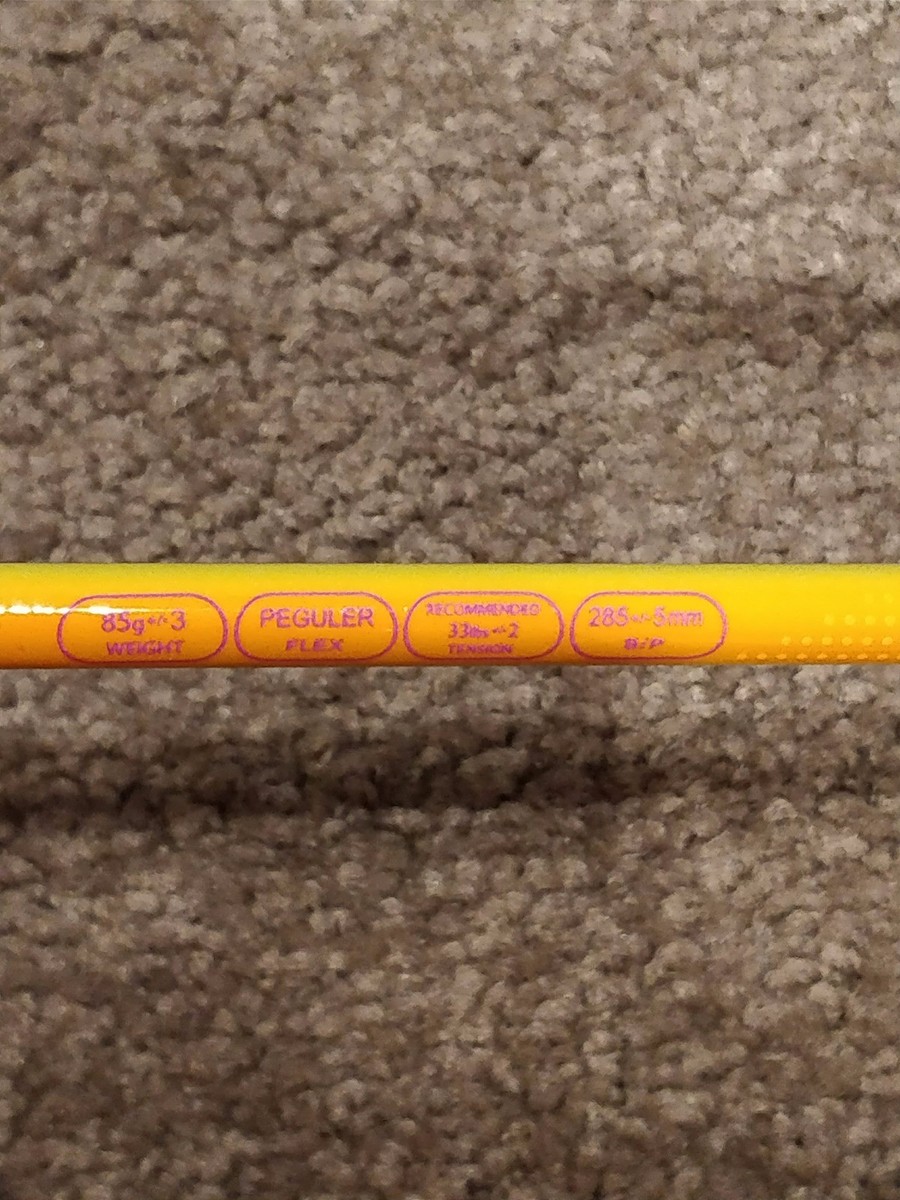 85g+/-3
WEIGHT
PEGULER
FLEX
RECOMMENDED
33lbs+/-2
TENSION
285+/-5mm
B/P